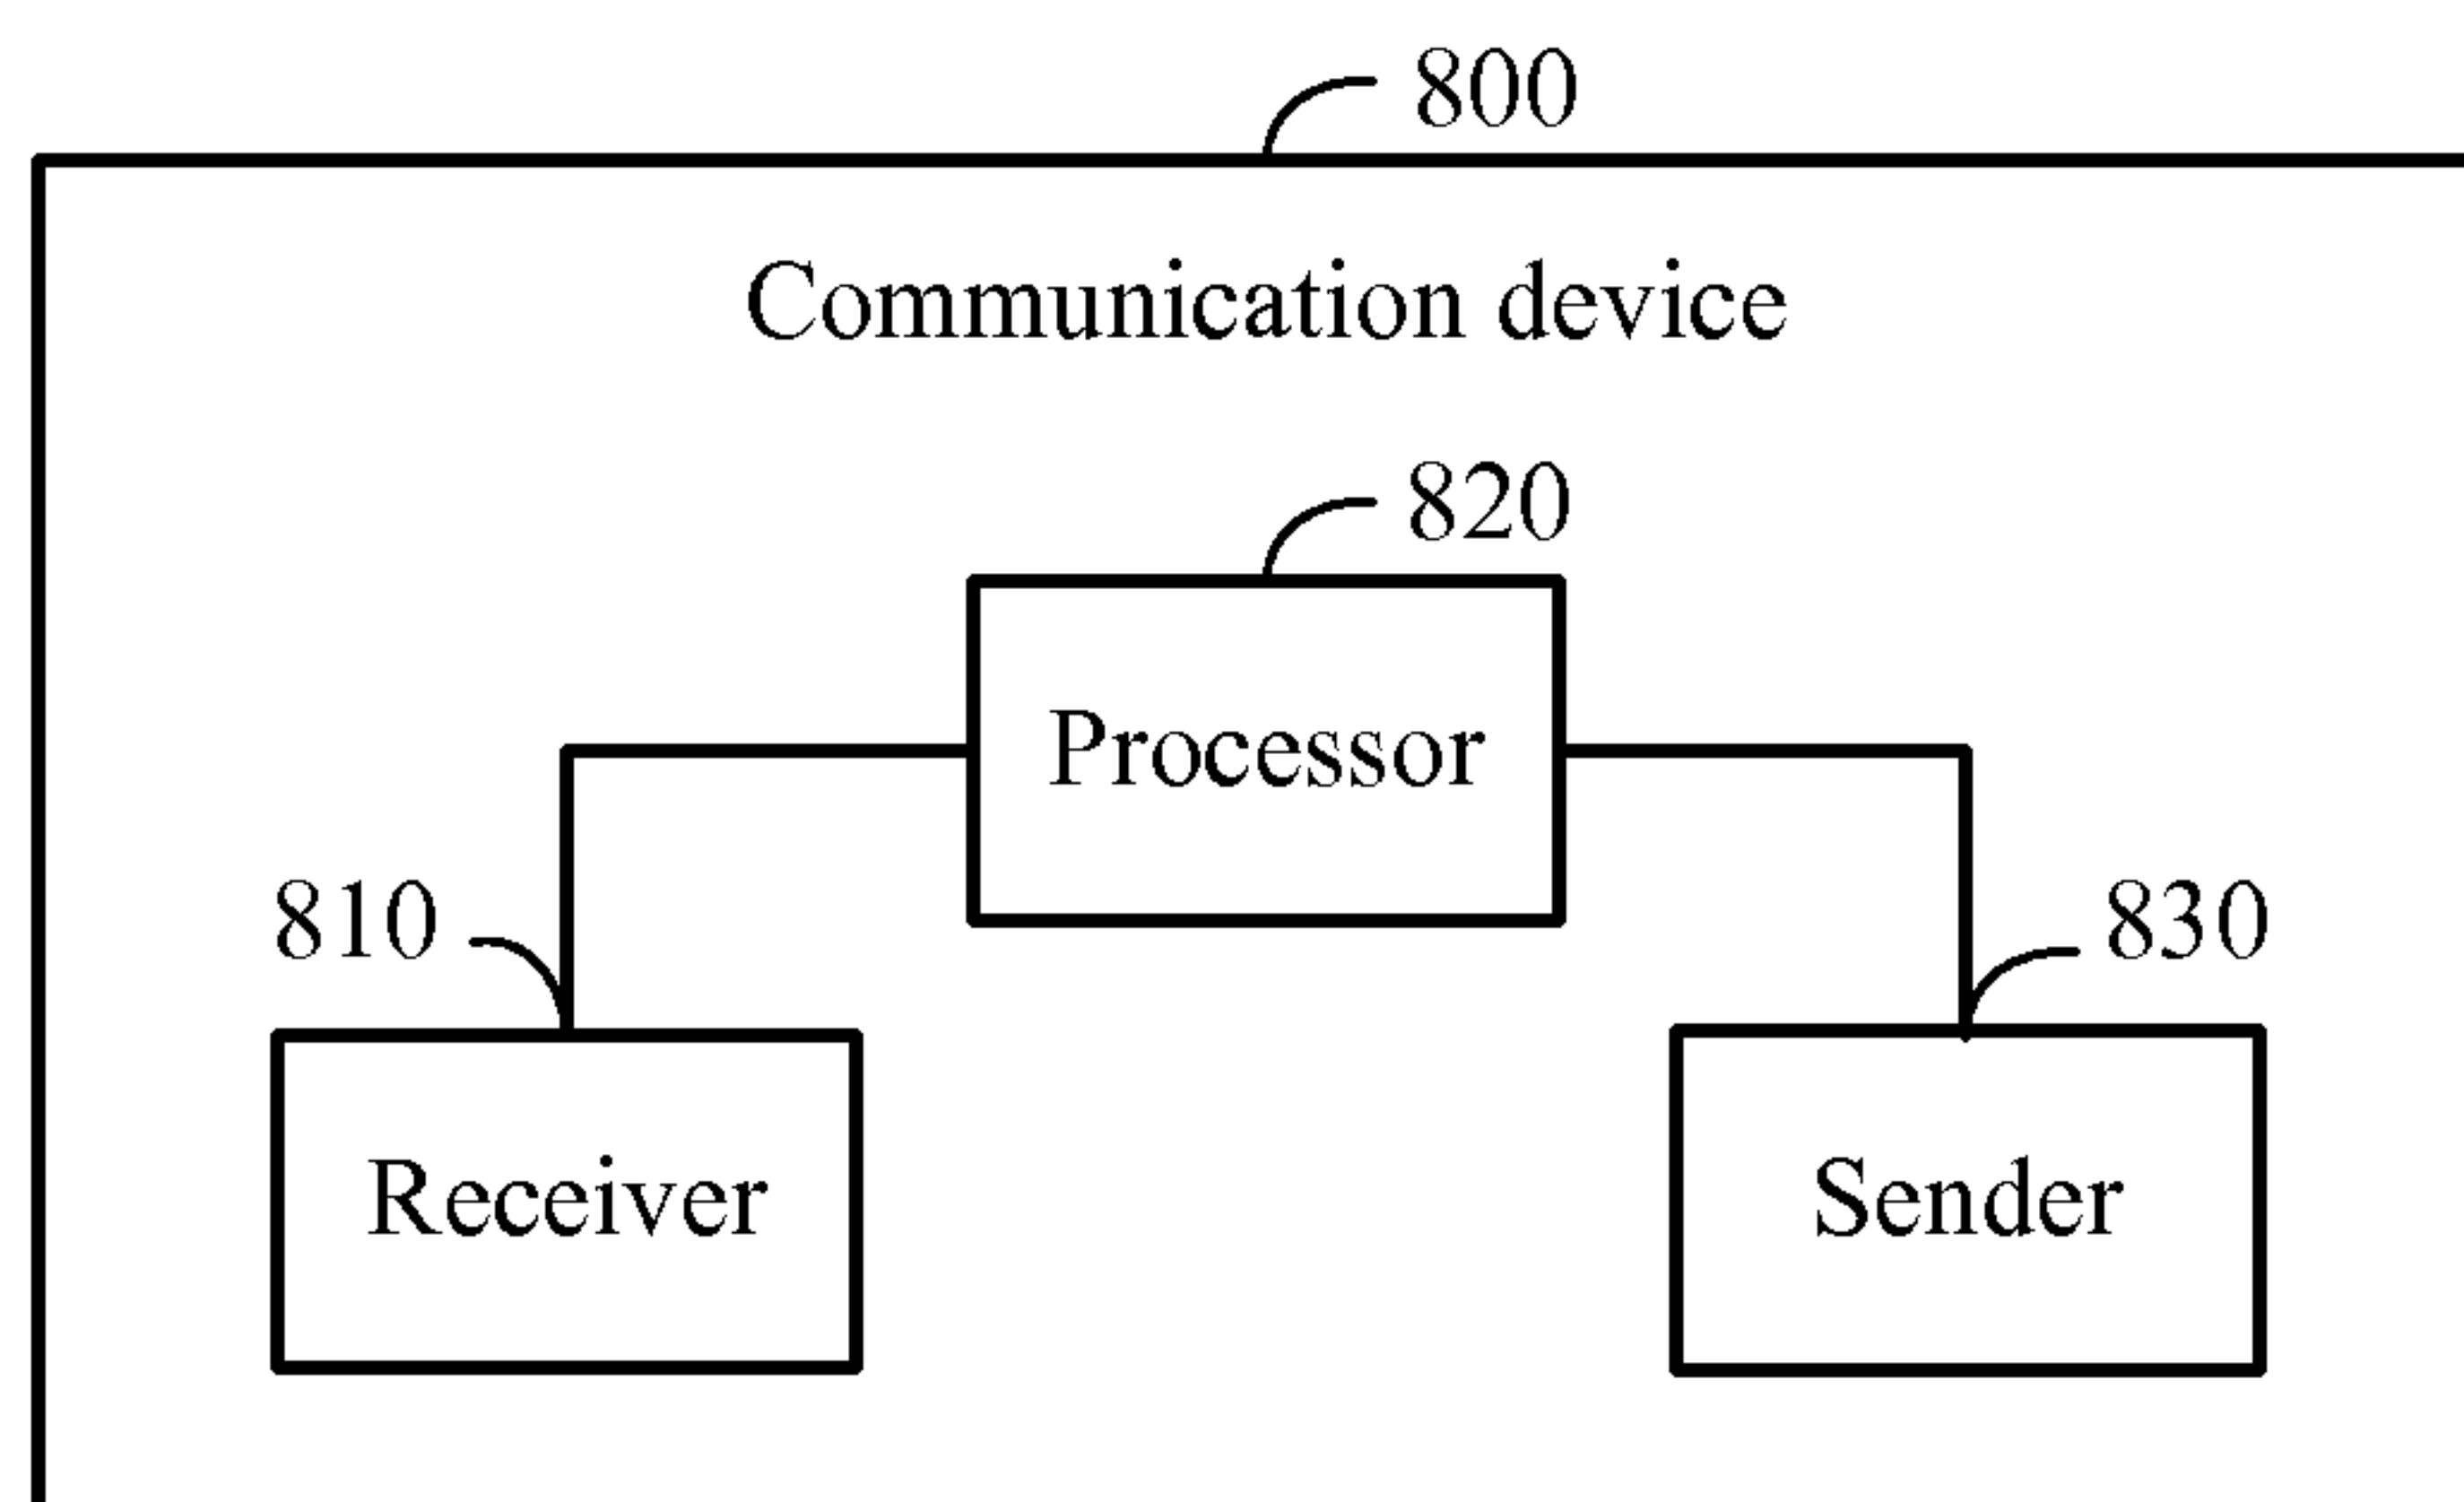 800
Communication device
820
Processor
810
830
Receiver
Sender